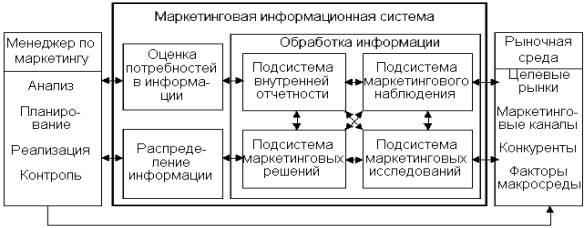 Маркетинговая информационная система
Менеджер по
маркетингу
Анализ
Планиро-
вание
Реализация
Контроль
Оценка
потребностей
в информа-
ции
Распреде-
ление
информации
Обработка информации
Подсистема
внутренней
отчетности
Подсистема
маркетингового
наблюдения
Подсистема
маркетинговых
решений
Подсистема
маркетинговых
исследований
Рыночная
среда
Целевые
рынки
Маркетинго-
вые каналы
Конкуренты
Факторы
макросреды